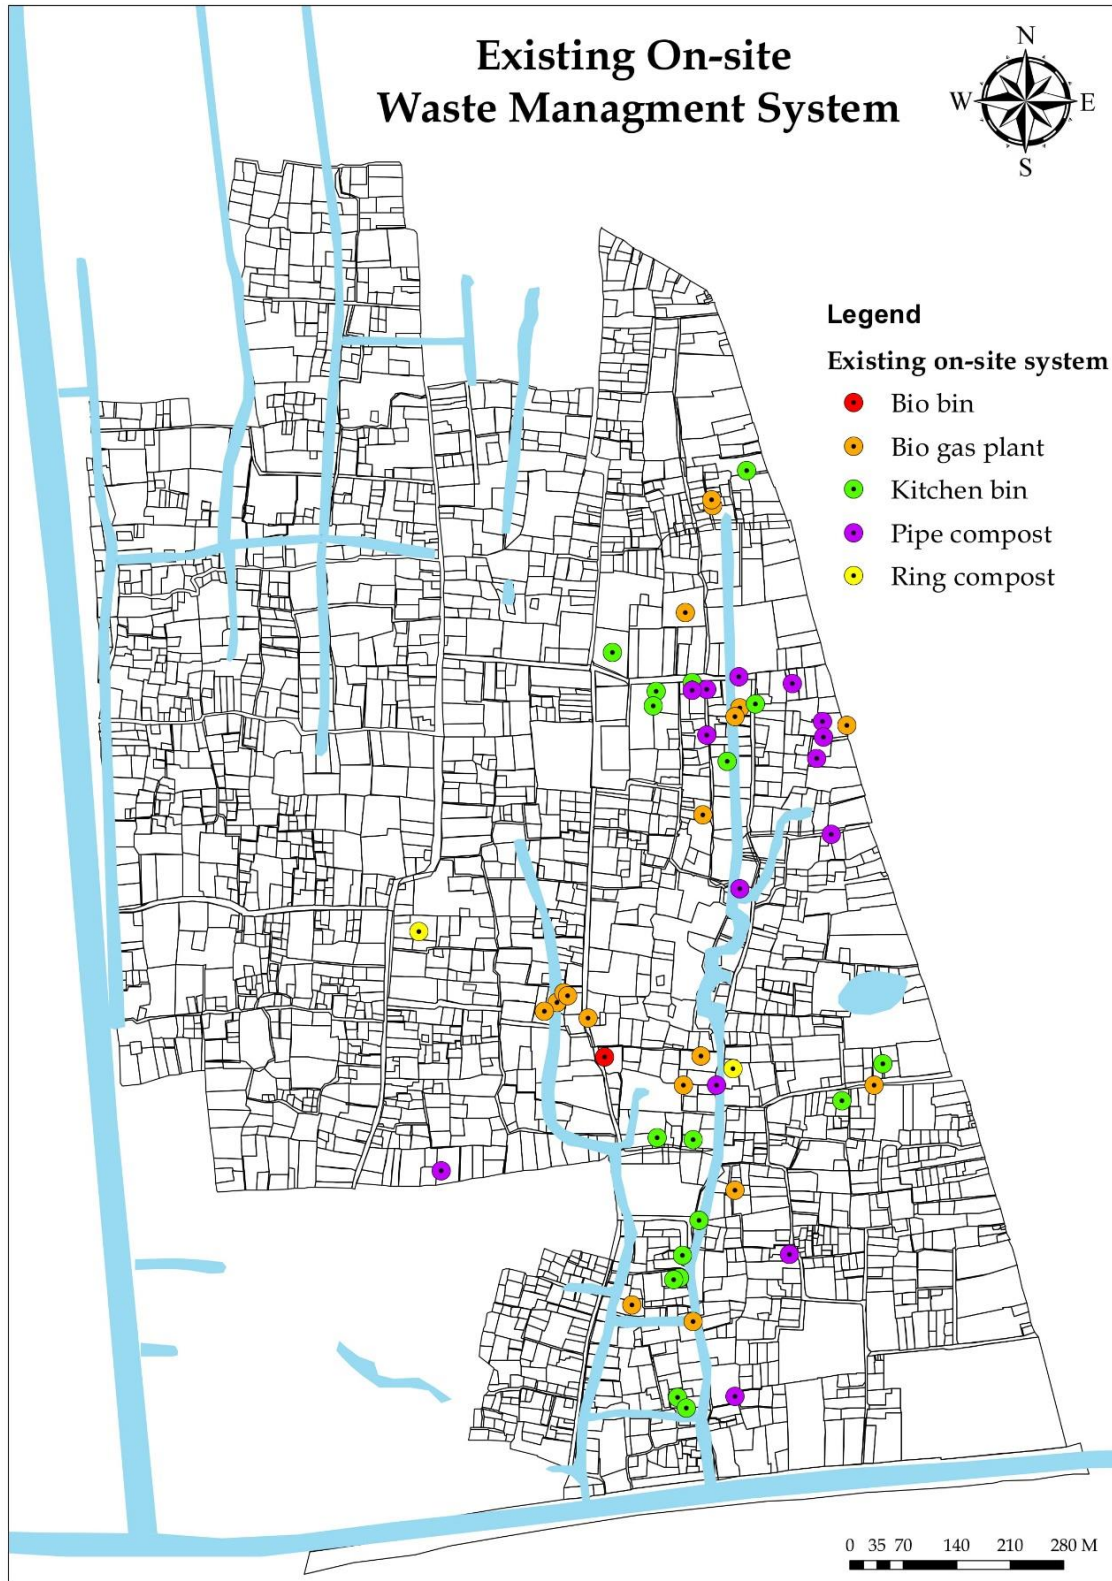 Existing On-site
Waste Managment System
N
W
E
S
Legend
Existing on-site system
Bio bin
Bio gas plant
Kitchen bin
Pipe compost
Ring compost
0 35 70 140 210 280 M